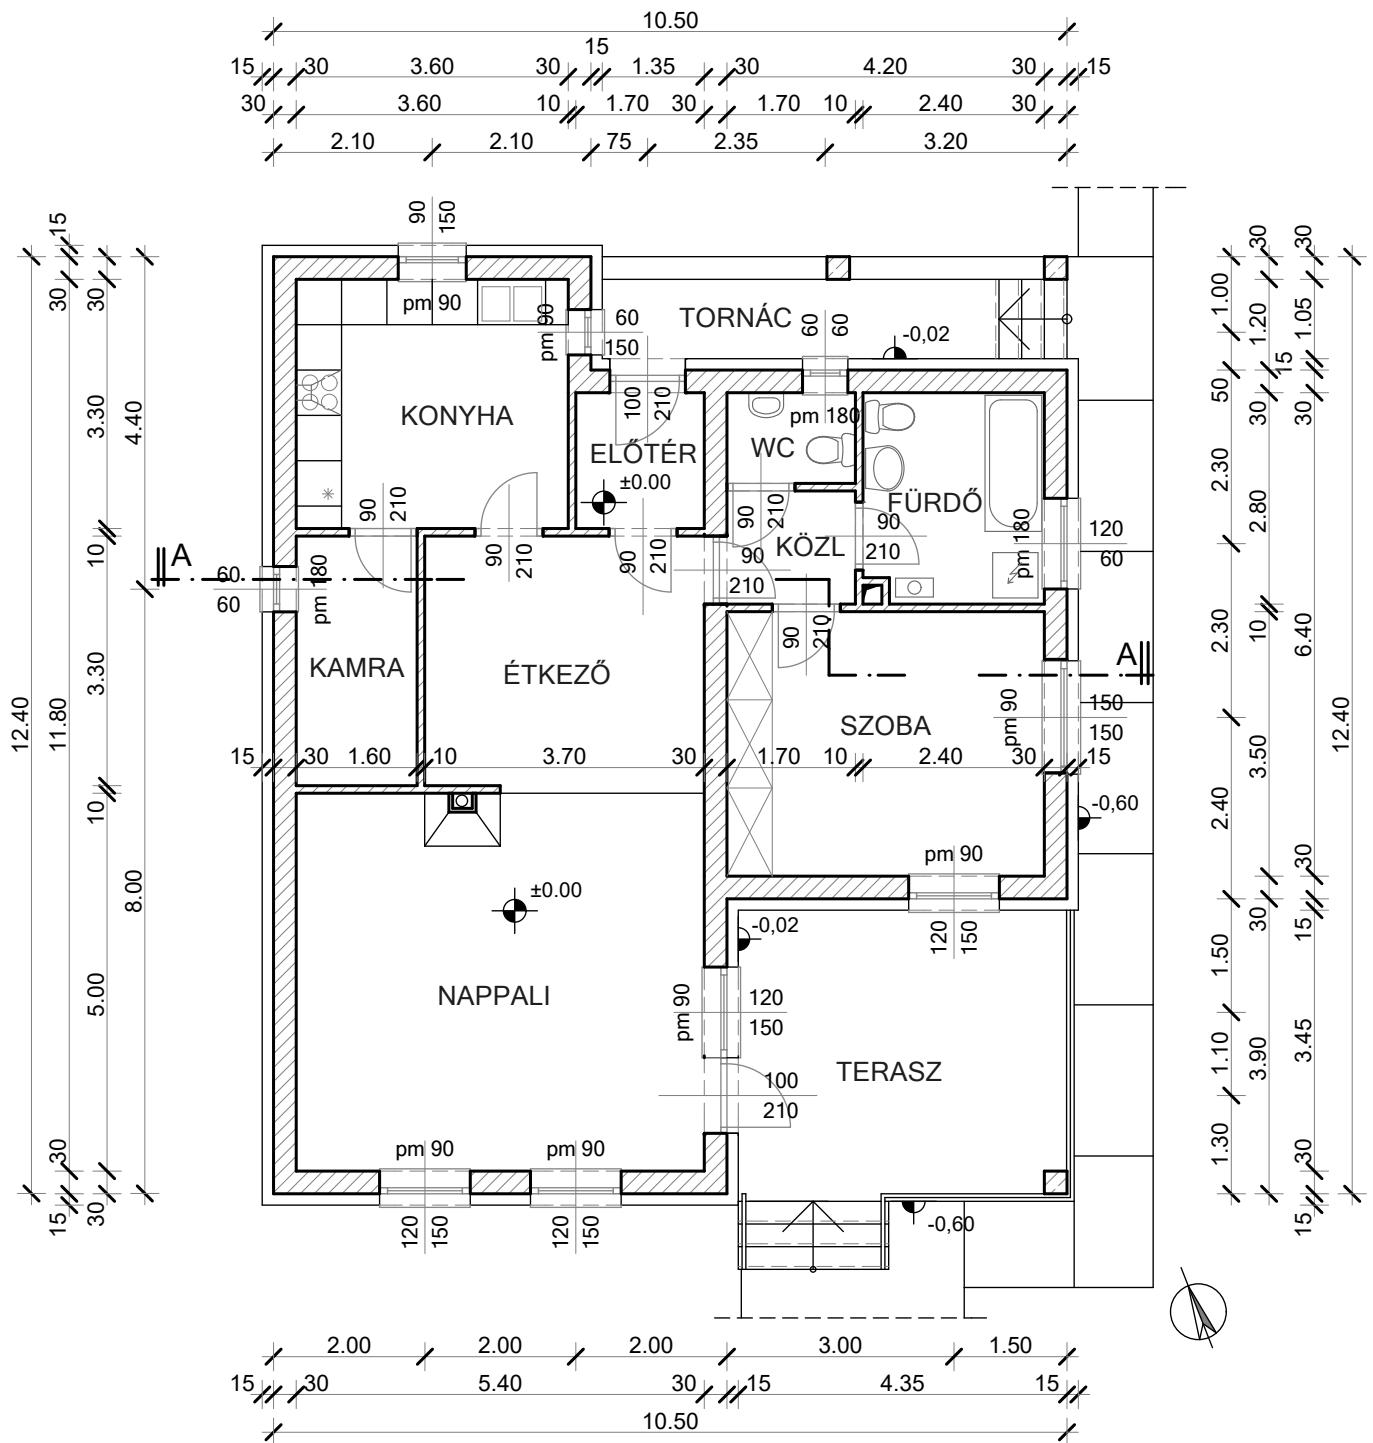 10.50
15
15 30 3.60 30 1.35 30 4.20 30 15
30 3.60 10 1.70 30 1.70 10 2.40 30
2.10 2.10 75 2.35 3.20
90 150
15
30
30
30
30
pm 90
pm 90
60
150
TORNÁC
60 60
-0,02
1.00
1.20
1.05
15
50
30
30
3.30
4.40
KONYHA
100 210
pm 180
ELŐTÉR
WC
±0.00
FÜRDŐ
2.30
2.80
90 210
90 210
90 210
90
210
KÖZL
90
210
pm 180
120
60
10
A
60
60
pm 180
90 210
90 210
2.30
10
6.40
KAMRA
ÉTKEZŐ
A
3.30
12.40
11.80
SZOBA
pm 90
150
150
12.40
15 30 1.60 10 3.70 30 1.70 10 2.40 30 15
3.50
2.40
10
-0,60
pm 90
30
±0.00
8.00
-0,02
120 150
30
15
1.50
5.00
NAPPALI
pm 90
120
150
TERASZ
1.10
3.90
3.45
100
210
1.30
pm 90
pm 90
30
30
15
30
15
120 150
120 150
-0,60
2.00 2.00 2.00 3.00 1.50
15 30 5.40 30 15 4.35 15
10.50